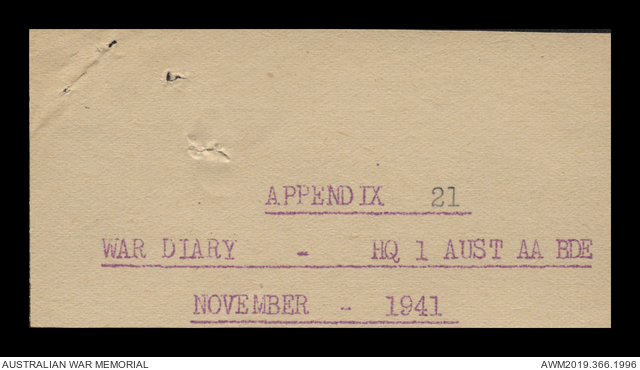 APPENDIX 21
WAR DIARY - HQ 1 AUST AA BDE
NOVEMBER - 1941
AUSTRALIAN WAR MEMORIAL AWM2019.366.1996